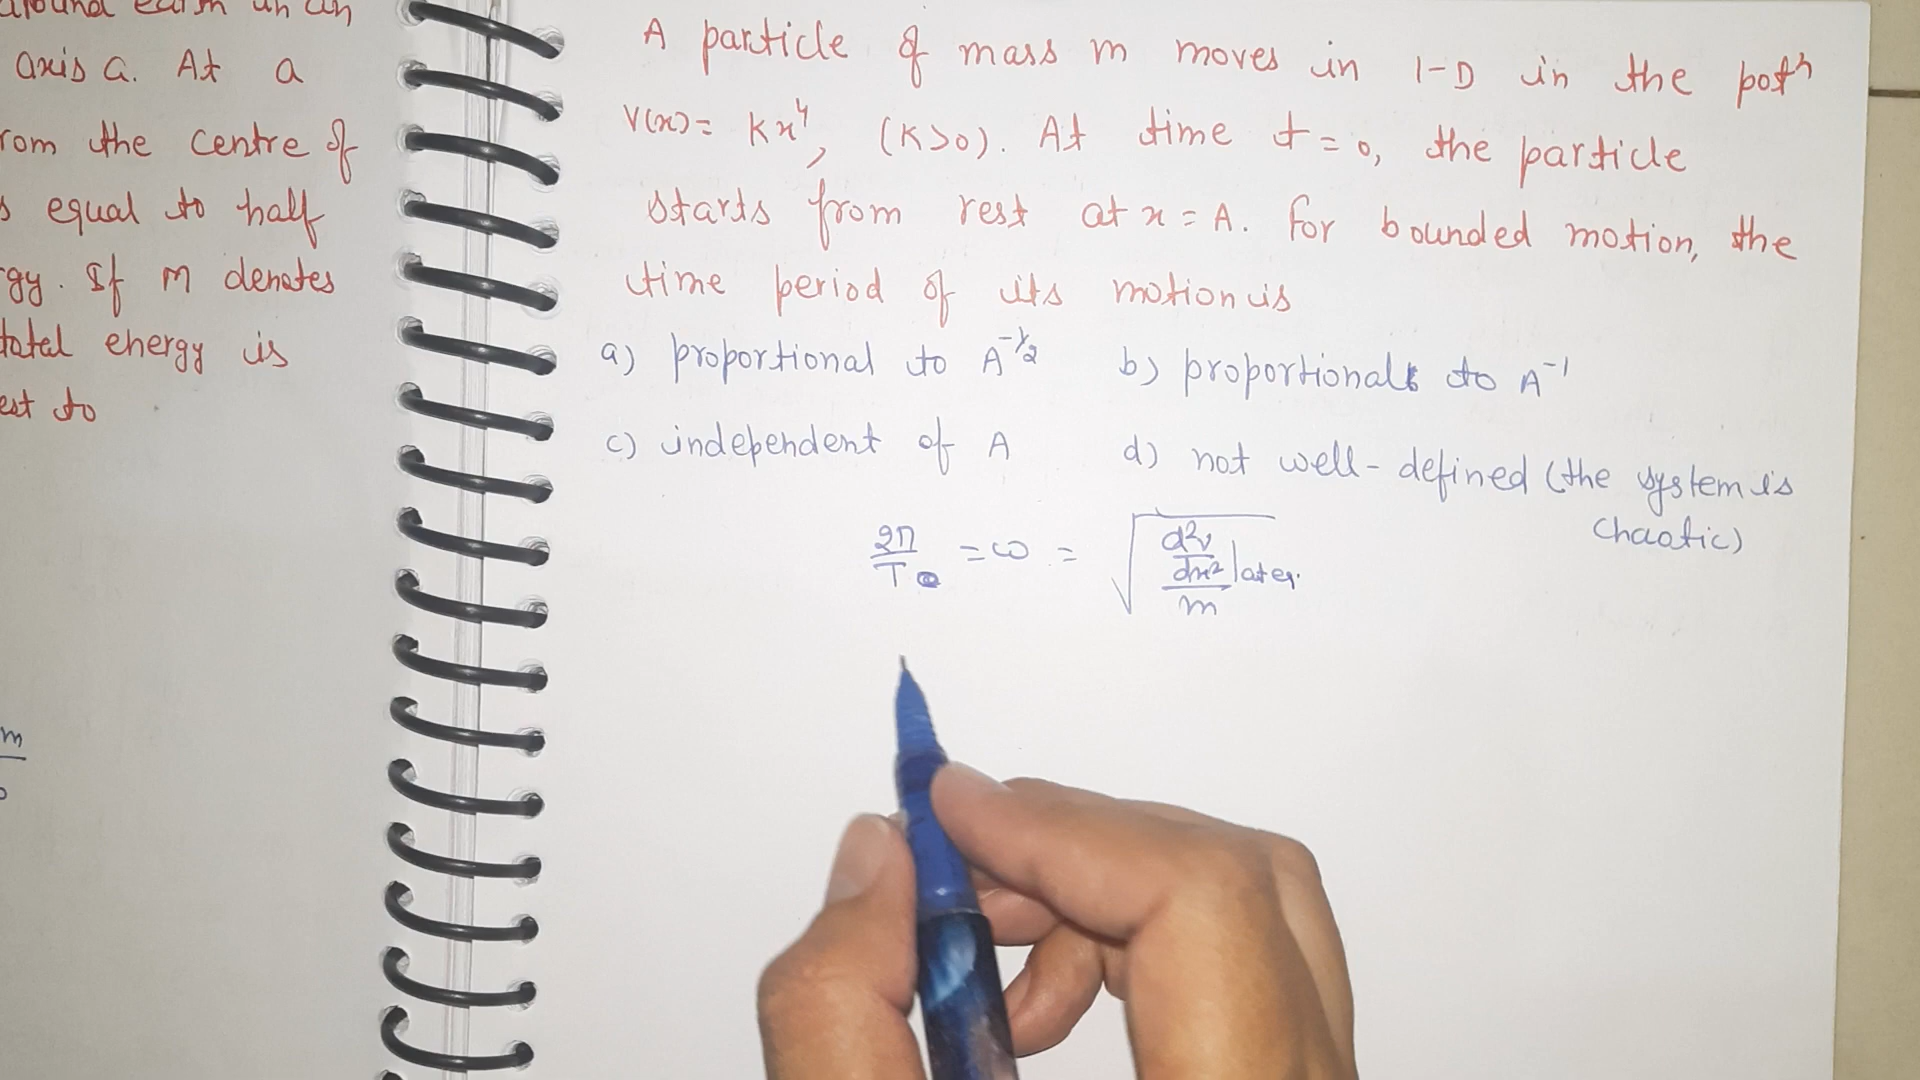 axis a. At a
the centre of
equal to half
If M denotes
total energy is
to
m
A particle of mass m moves in 1-D in the potⁿ
V(x) = Kx⁴, (K>0). At time t=0, the particle
starts from rest at x = A. For bounded motion, the
time period of its motion is
a) proportional to A^-1/2 b) proportional to A^-1
c) independent of A d) not well-defined (the system is
chaotic)
2π/T = ω = √((d²v/dx²|at eq.)/m)